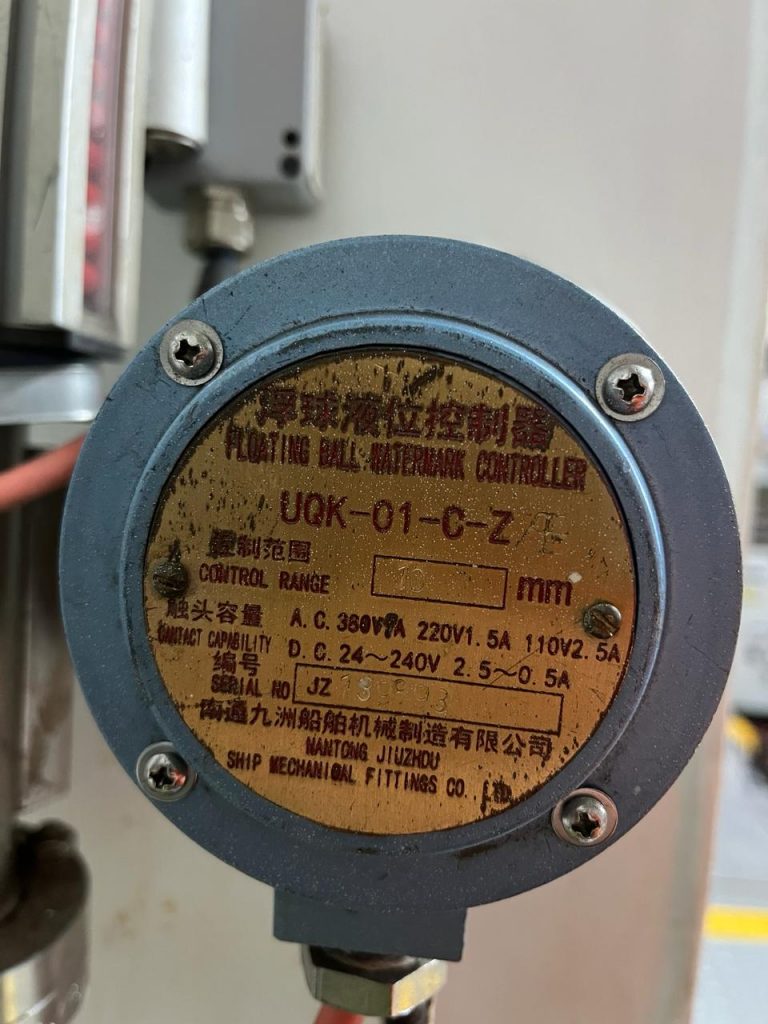 浮球液位控制器
FLOATING BALL WATERMARK CONTROLLER
UQK-01-C-Z
控制范围
CONTROL RANGE 10 mm
触头容量
CONTACT CAPABILITY
A.C. 380V1A 220V1.5A 110V2.5A
D.C. 24～240V 2.5～0.5A
编号
SERIAL NO JZ
南通九洲船舶机械制造有限公司
NANTONG JIUZHOU
SHIP MECHANICAL FITTINGS CO., LTD